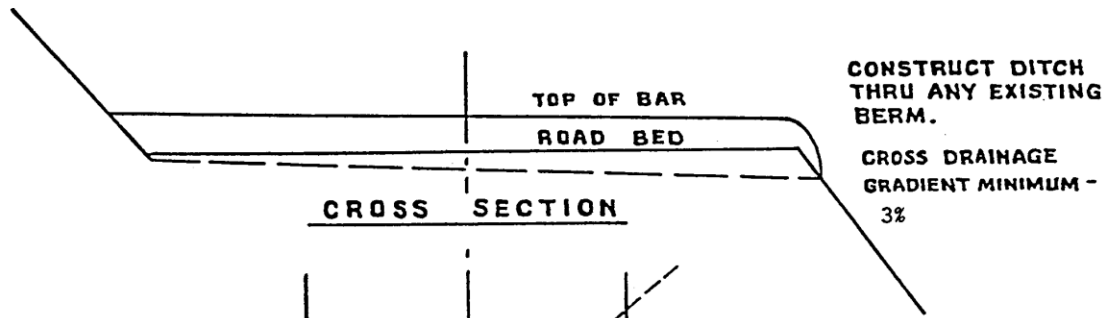 TOP OF BAR
ROAD BED
CROSS SECTION
CONSTRUCT DITCH
THRU ANY EXISTING
BERM.
CROSS DRAINAGE
GRADIENT MINIMUM -
3%